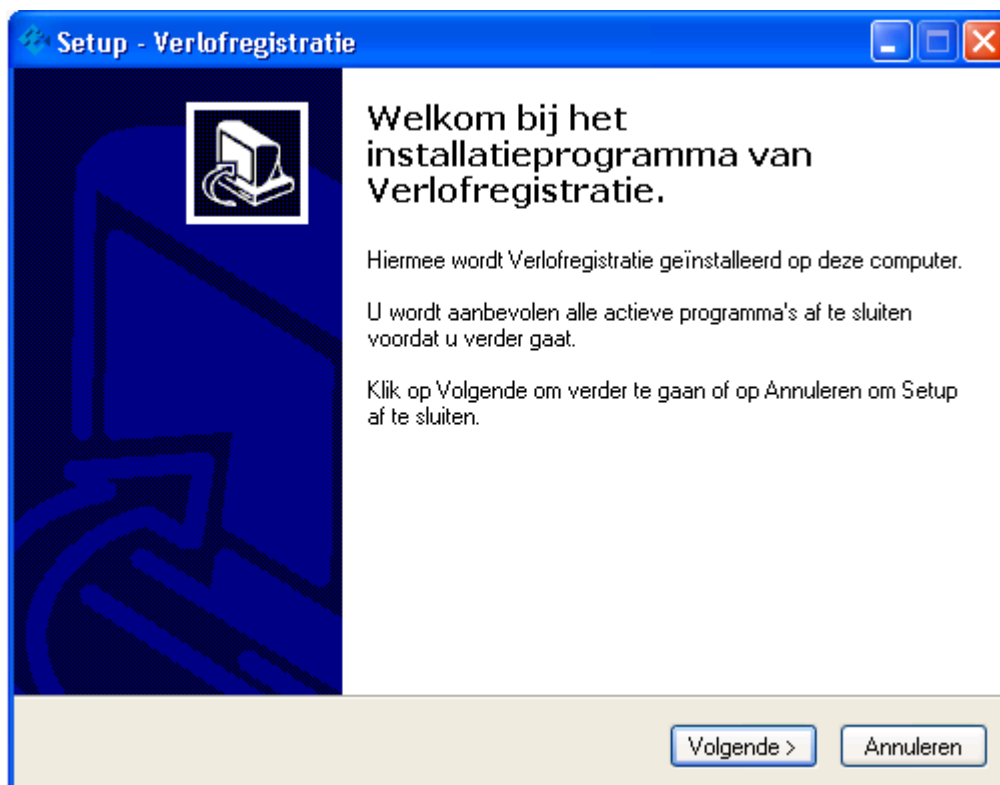 Setup - Verlofregistratie
Welkom bij het
installatieprogramma van
Verlofregistratie.
Hiermee wordt Verlofregistratie geïnstalleerd op deze computer.
U wordt aanbevolen alle actieve programma's af te sluiten
voordat u verder gaat.
Klik op Volgende om verder te gaan of op Annuleren om Setup
af te sluiten.
Volgende >
Annuleren